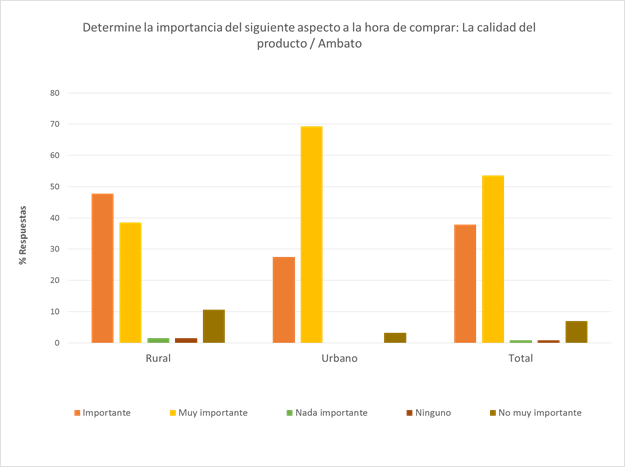 Determine la importancia del siguiente aspecto a la hora de comprar: La calidad del
producto / Ambato
80
70
60
50
40
30
20
10
0
% Respuestas
Rural Urbano Total
Importante Muy importante Nada importante Ninguno No muy importante